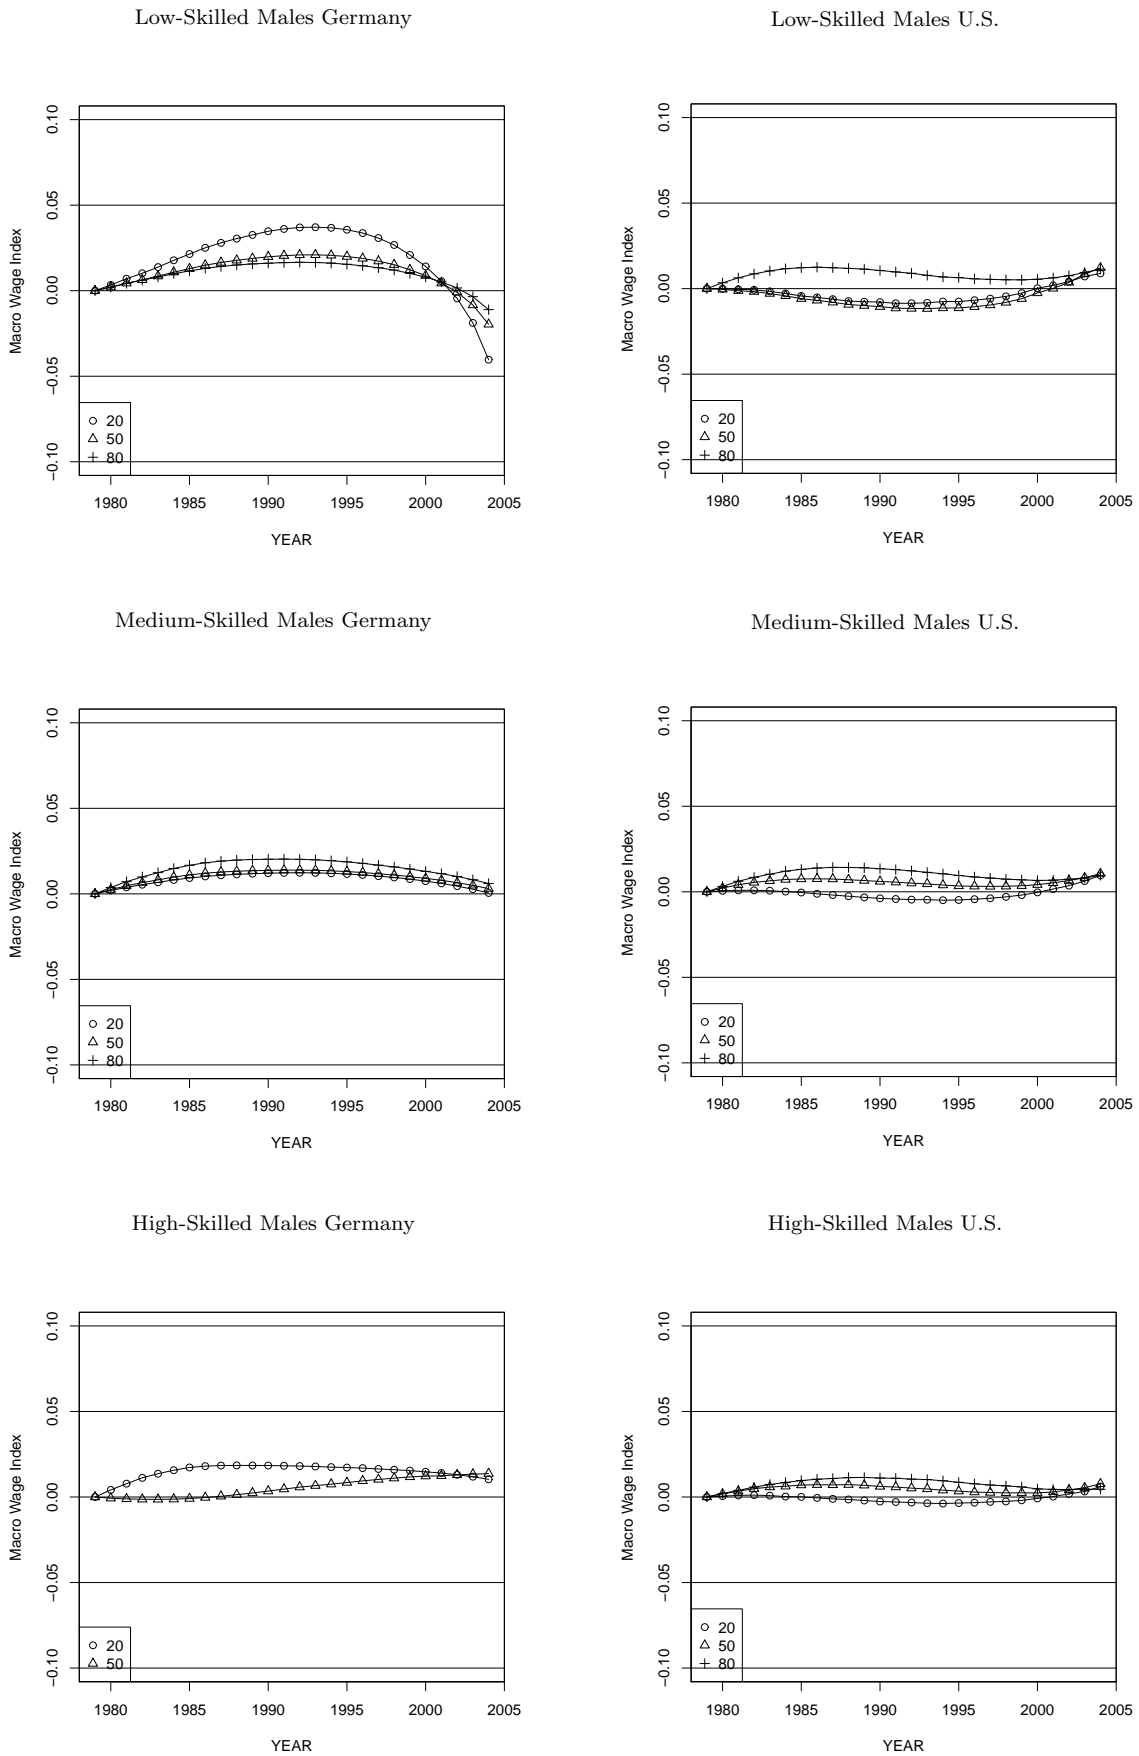 Low-Skilled Males Germany
Macro Wage Index
0.10
0.05
0.00
−0.05
−0.10
20
50
80
1980 1985 1990 1995 2000 2005
YEAR
Low-Skilled Males U.S.
Macro Wage Index
0.10
0.05
0.00
−0.05
−0.10
20
50
80
1980 1985 1990 1995 2000 2005
YEAR
Medium-Skilled Males Germany
Macro Wage Index
0.10
0.05
0.00
−0.05
−0.10
20
50
80
1980 1985 1990 1995 2000 2005
YEAR
Medium-Skilled Males U.S.
Macro Wage Index
0.10
0.05
0.00
−0.05
−0.10
20
50
80
1980 1985 1990 1995 2000 2005
YEAR
High-Skilled Males Germany
Macro Wage Index
0.10
0.05
0.00
−0.05
−0.10
20
50
1980 1985 1990 1995 2000 2005
YEAR
High-Skilled Males U.S.
Macro Wage Index
0.10
0.05
0.00
−0.05
−0.10
20
50
80
1980 1985 1990 1995 2000 2005
YEAR